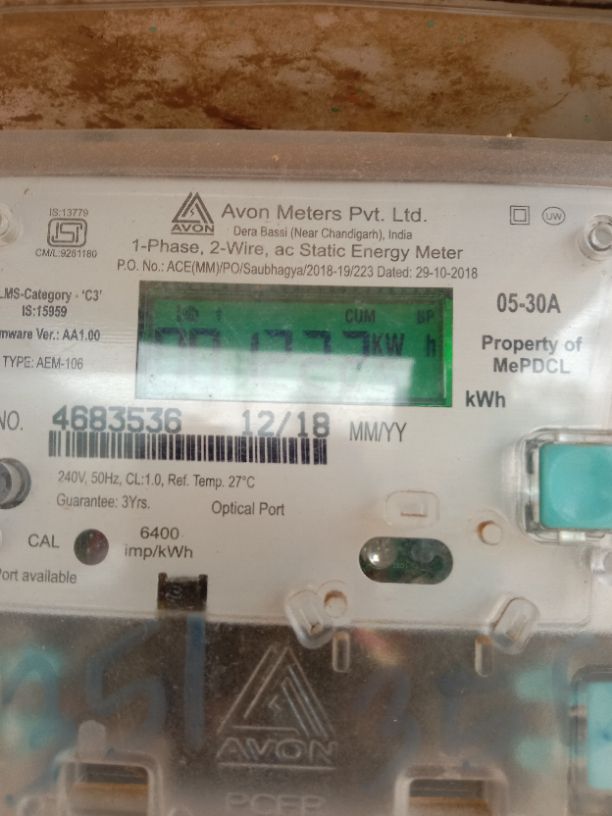 IS:13779
ISI
CM/L:9261180
AVON
Avon Meters Pvt. Ltd.
Dera Bassi (Near Chandigarh), India
UW
1-Phase, 2-Wire, ac Static Energy Meter
P.O. No.: ACE(MM)/PO/Saubhagya/2018-19/223 Dated: 29-10-2018
LMS-Category - 'C3'
IS:15959
mware Ver.: AA1.00
TYPE: AEM-106
CUM
KW h
05-30A
Property of
MePDCL
kWh
NO. 4683536 12/18 MM/YY
240V, 50Hz, CL:1.0, Ref. Temp. 27°C
Guarantee: 3Yrs.
Optical Port
CAL
6400
imp/kWh
Port available
AVON